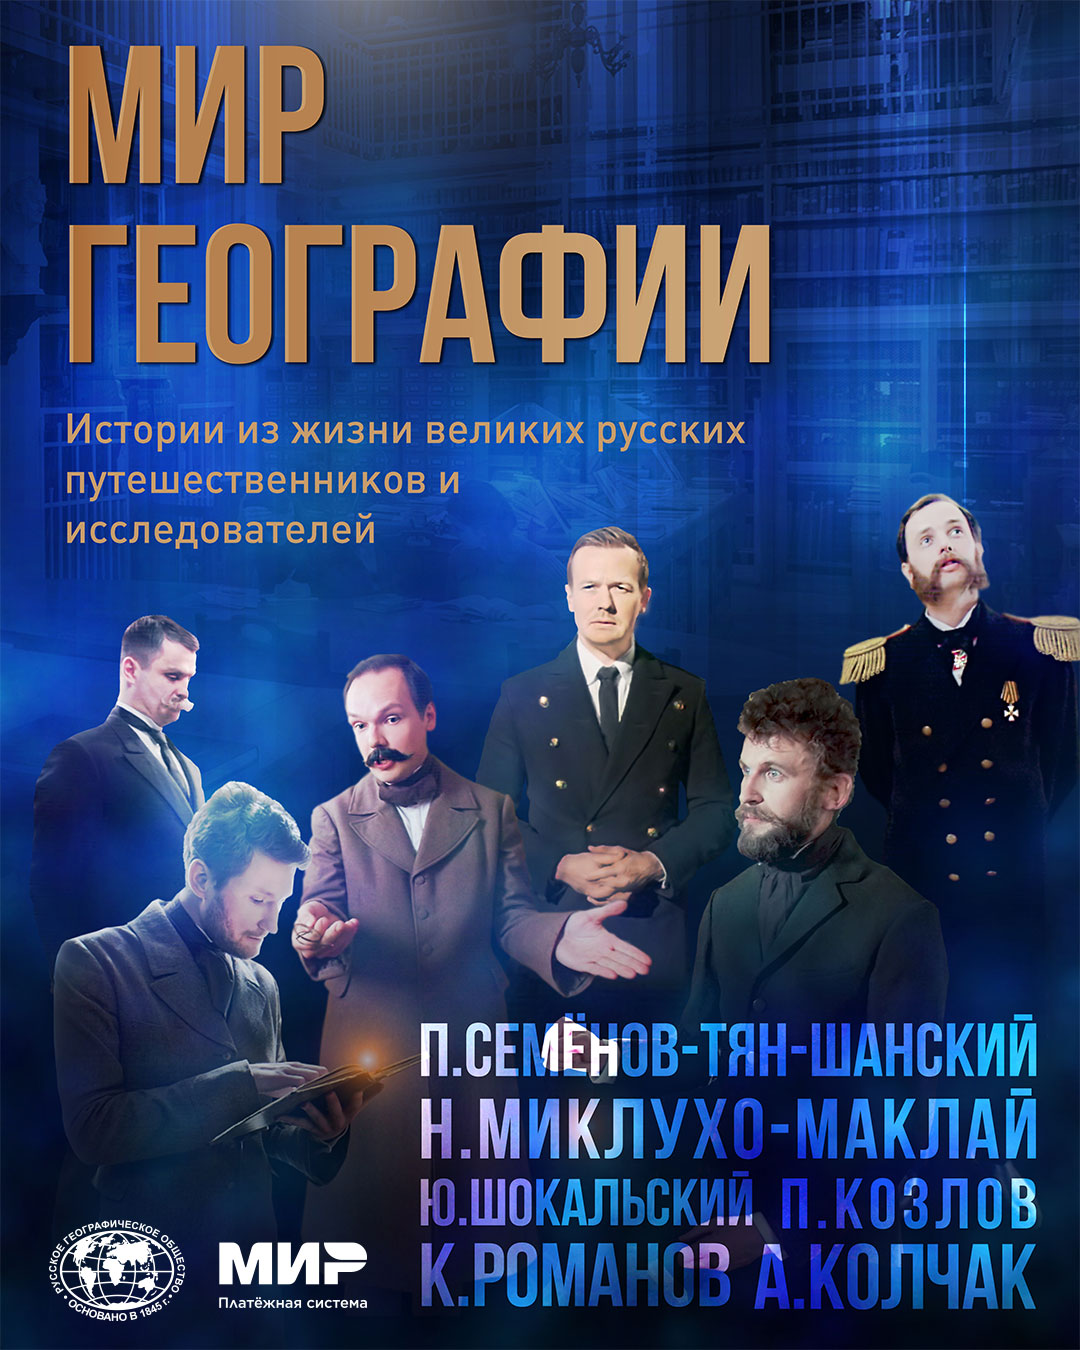 МИР
ГЕОГРАФИИ
Истории из жизни великих русских
путешественников и
исследователей
П.СЕМЁНОВ-ТЯН-ШАНСКИЙ
Н.МИКЛУХО-МАКЛАЙ
Ю.ШОКАЛЬСКИЙ П.КОЗЛОВ
К.РОМАНОВ А.КОЛЧАК
РУССКОЕ ГЕОГРАФИЧЕСКОЕ ОБЩЕСТВО
• ОСНОВАНО В 1845 г. •
МИР
Платёжная система